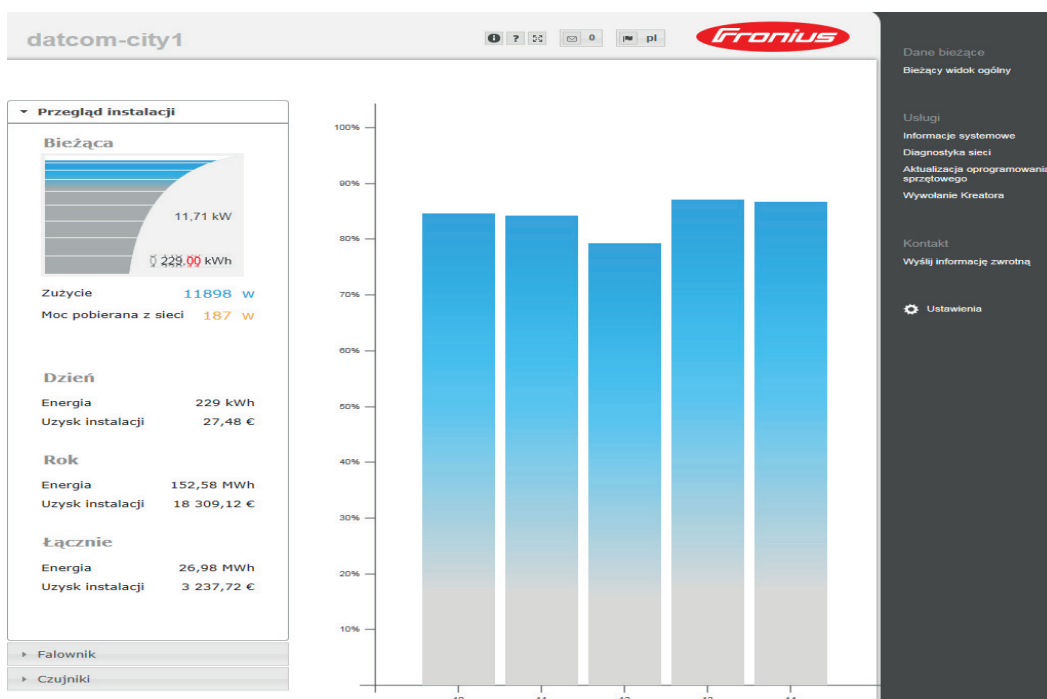 datcom-city1
i ? 0 pl
Fronius
Przegląd instalacji
Bieżąca
11,71 kW
229.00 kWh
Zużycie 11898 W
Moc pobierana z sieci 187 W
Dzień
Energia 229 kWh
Uzysk instalacji 27,48 €
Rok
Energia 152,58 MWh
Uzysk instalacji 18 309,12 €
Łącznie
Energia 26,98 MWh
Uzysk instalacji 3 237,72 €
Falownik
Czujniki
100%
90%
80%
70%
60%
50%
40%
30%
20%
10%
Dane bieżące
Bieżący widok ogólny
Usługi
Informacje systemowe
Diagnostyka sieci
Aktualizacja oprogramowania
sprzętowego
Wywołanie Kreatora
Kontakt
Wyślij informację zwrotną
Ustawienia